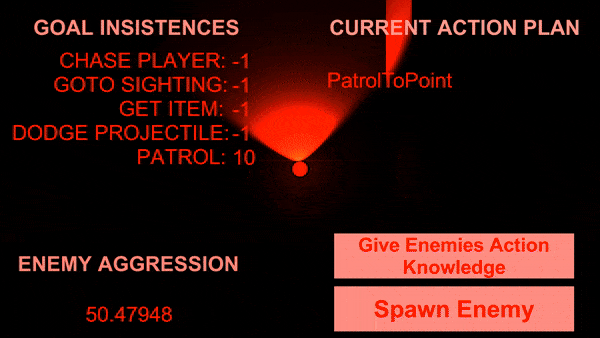 GOAL INSISTENCES
CHASE PLAYER: -1
GOTO SIGHTING: -1
GET ITEM: -1
DODGE PROJECTILE: -1
PATROL: 10
CURRENT ACTION PLAN
PatrolToPoint
ENEMY AGGRESSION
50.47948
Give Enemies Action
Knowledge
Spawn Enemy